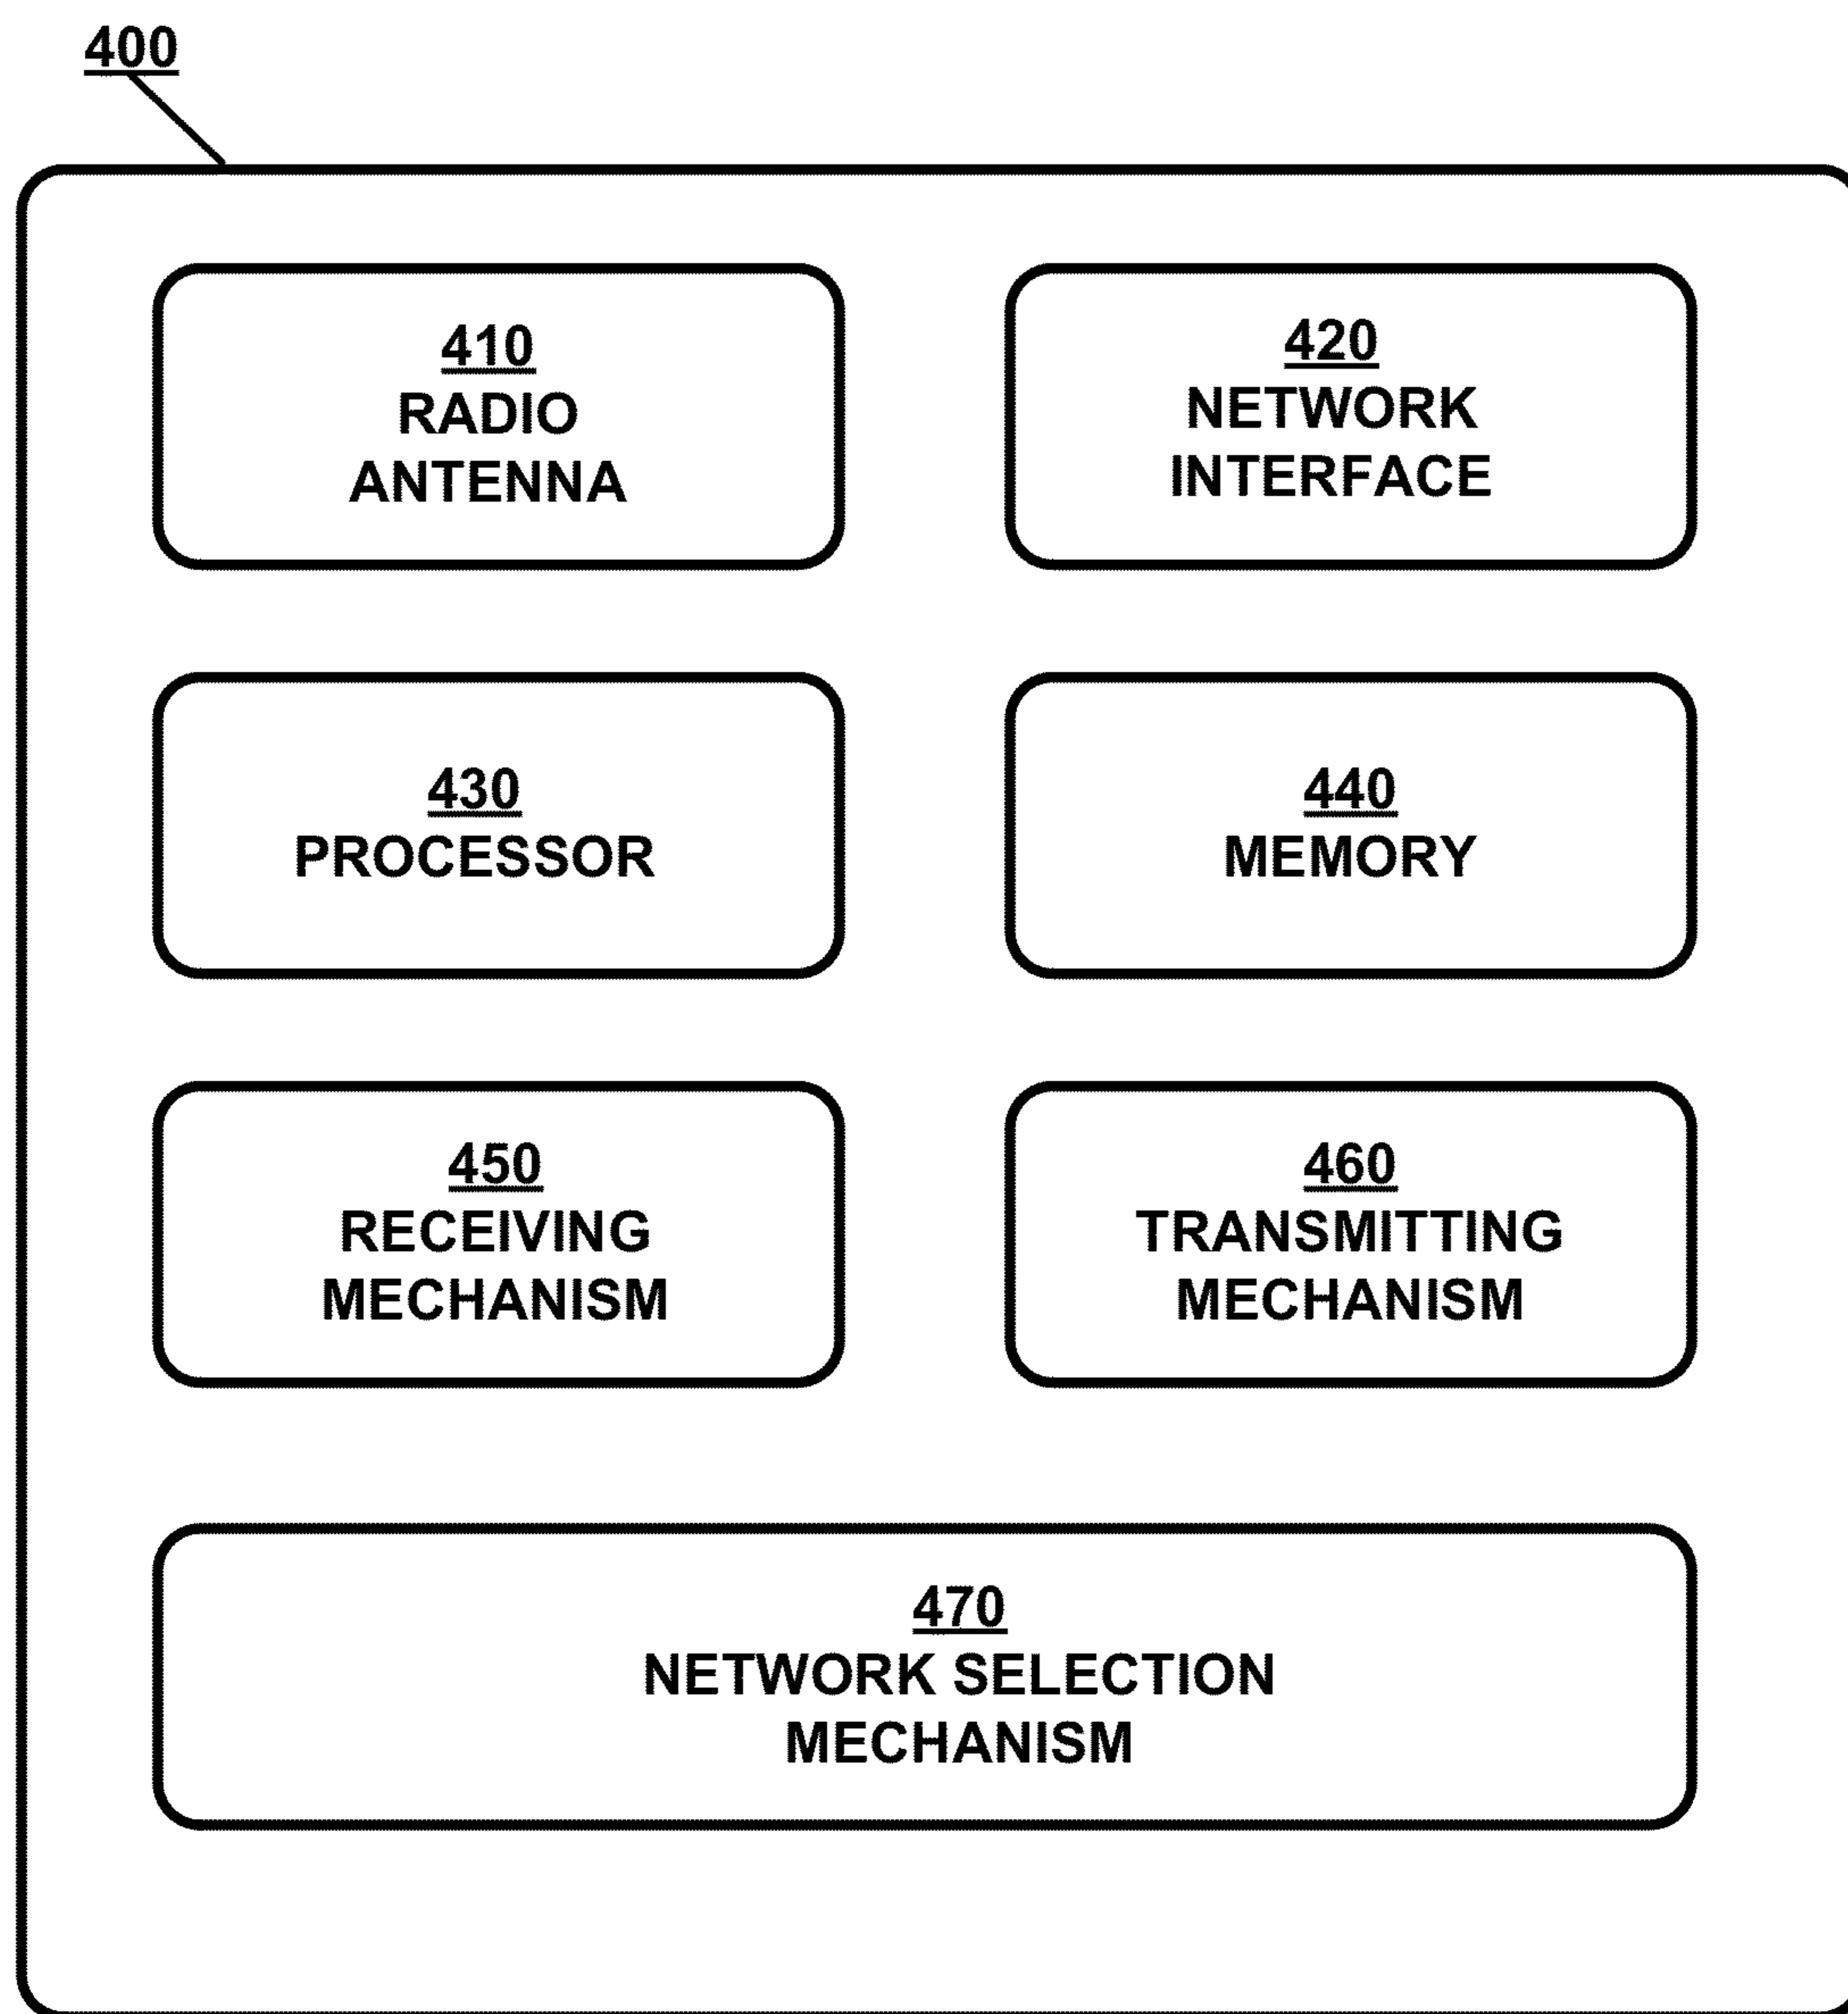 400
410
RADIO
ANTENNA
420
NETWORK
INTERFACE
430
PROCESSOR
440
MEMORY
450
RECEIVING
MECHANISM
460
TRANSMITTING
MECHANISM
470
NETWORK SELECTION
MECHANISM